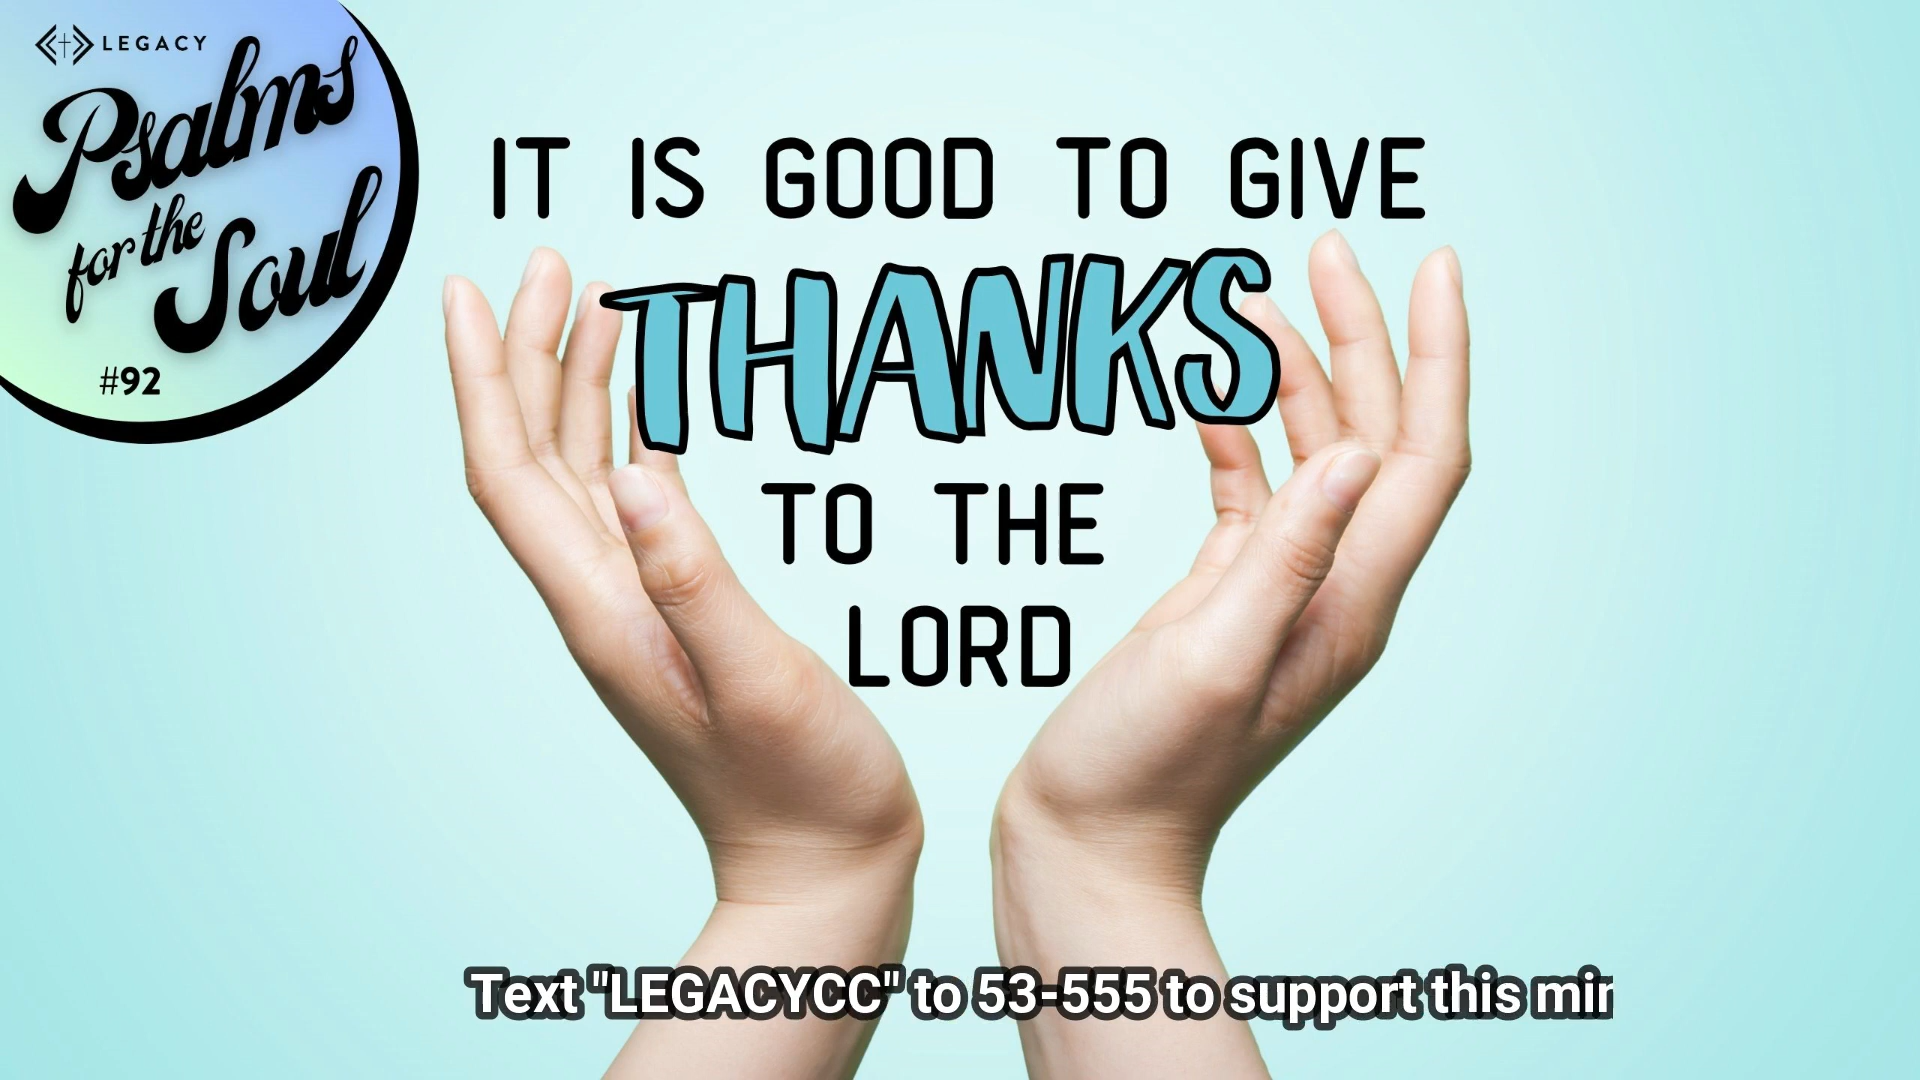 LEGACY
Psalms
for the
Soul
#92
IT IS GOOD TO GIVE
THANKS
TO THE
LORD
Text "LEGACYCC" to 53-555 to support this